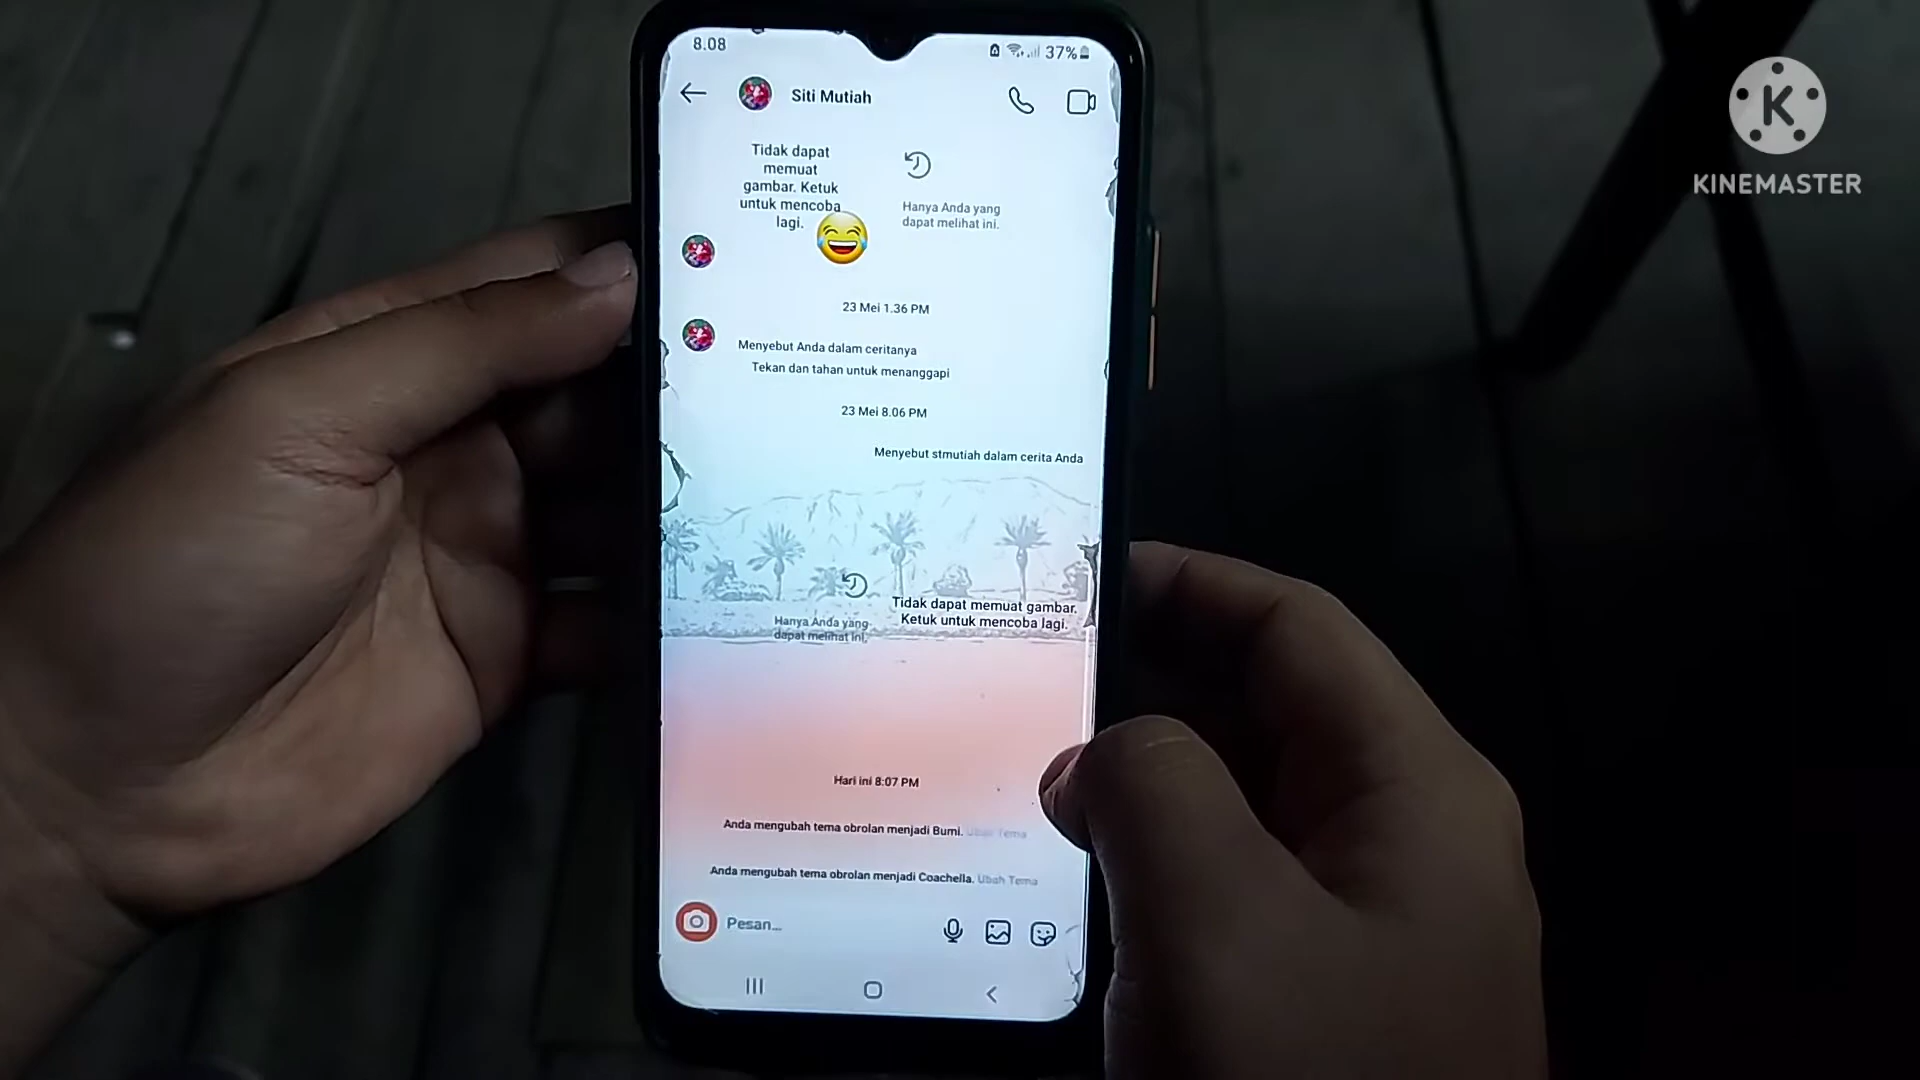 8.08
37%
Siti Mutiah
Tidak dapat
memuat
gambar. Ketuk
untuk mencoba
lagi.
Hanya Anda yang
dapat melihat ini.
23 Mei 1.36 PM
Menyebut Anda dalam ceritanya
Tekan dan tahan untuk menanggapi
23 Mei 8.06 PM
Menyebut stmutiah dalam cerita Anda
Hanya Anda yang
dapat melihat ini.
Tidak dapat memuat gambar.
Ketuk untuk mencoba lagi.
Hari ini 8:07 PM
Anda mengubah tema obrolan menjadi Bumi. Ubah Tema
Anda mengubah tema obrolan menjadi Coachella. Ubah Tema
Pesan...
K
KINEMASTER